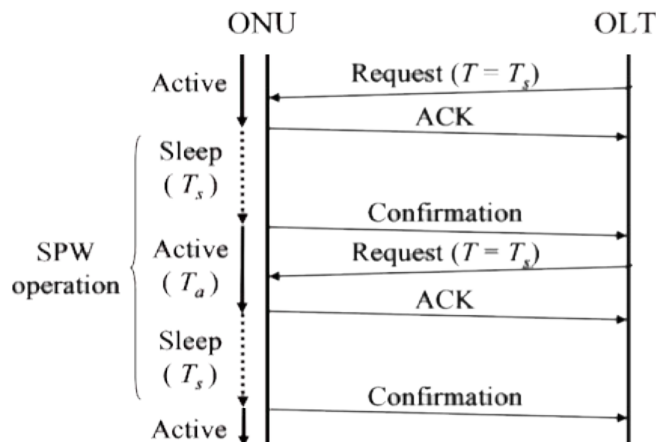 ONU OLT
Request (T = Ts)
Active
ACK
Sleep
(Ts)
Confirmation
SPW
operation
Active
(Ta)
Request (T = Ts)
ACK
Sleep
(Ts)
Confirmation
Active